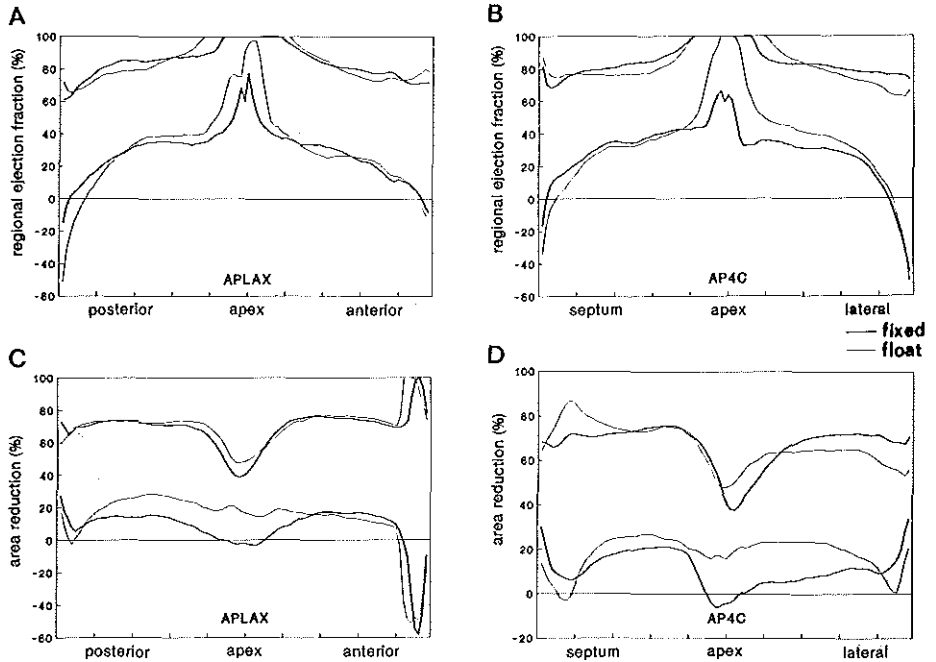 A
B
regional ejection fraction (%)
100
80
60
40
20
0
-20
-40
-60
APLAX
posterior apex anterior
regional ejection fraction (%)
100
80
60
40
20
0
-20
-40
-60
AP4C
septum apex lateral
fixed
float
C
D
area reduction (%)
100
80
60
40
20
0
-20
-40
-60
APLAX
posterior apex anterior
area reduction (%)
100
80
60
40
20
0
-20
AP4C
septum apex lateral